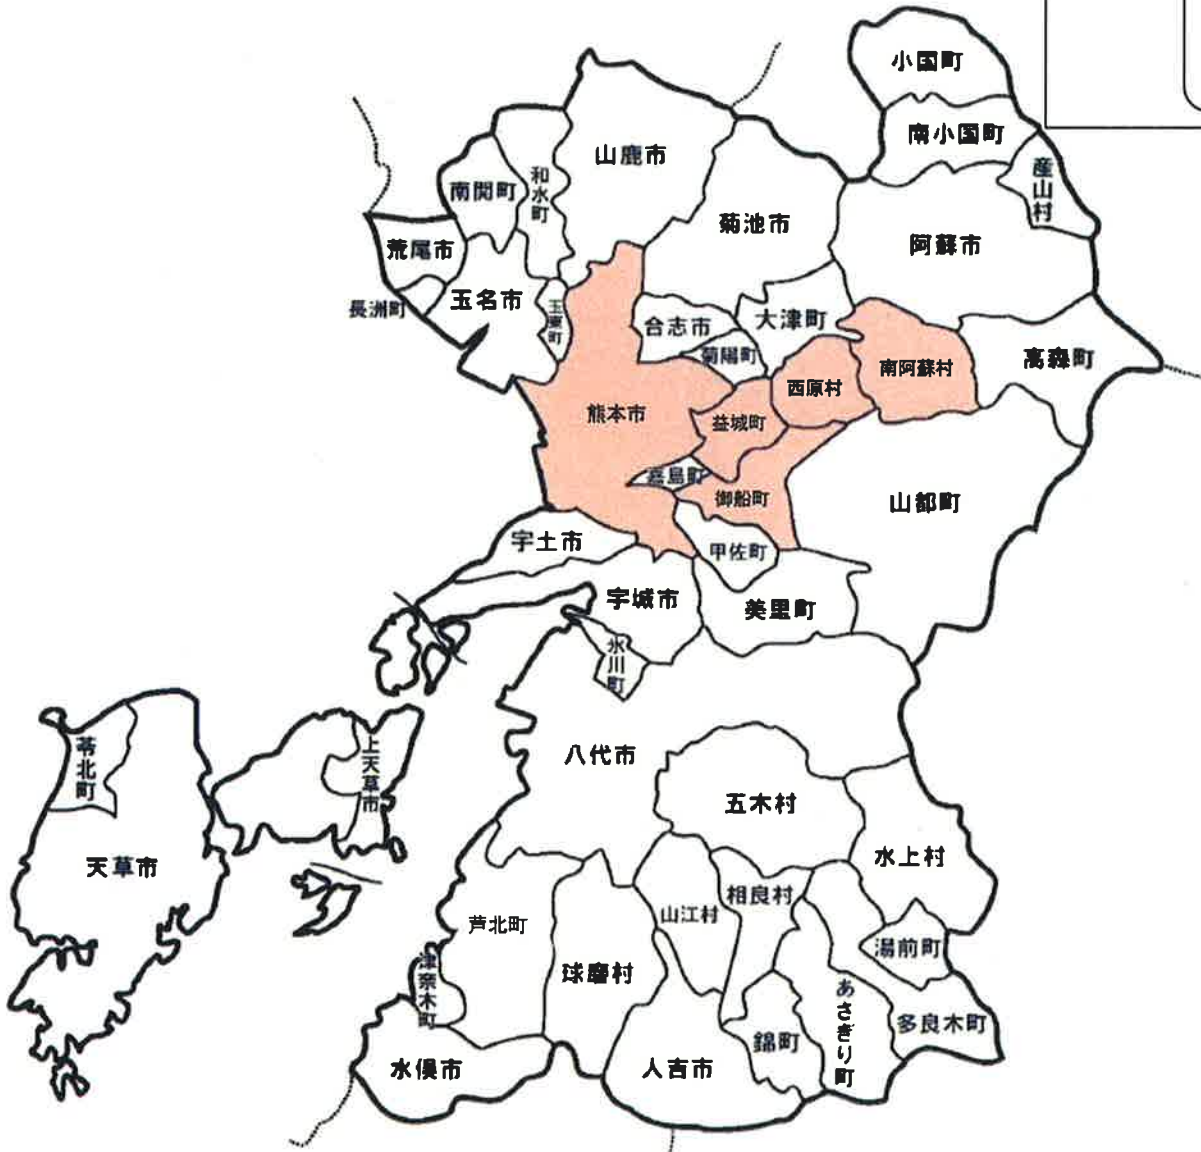 小国町
南小国町
産山村
山鹿市
和水町
南関町
菊池市
阿蘇市
荒尾市
長洲町
玉名市
玉東町
合志市
大津町
菊陽町
高森町
南阿蘇村
西原村
熊本市
益城町
嘉島町
御船町
山都町
宇土市
甲佐町
宇城市
美里町
氷川町
八代市
苓北町
上天草市
天草市
五木村
水上村
相良村
山江村
芦北町
球磨村
湯前町
津奈木町
あさぎり町
多良木町
錦町
水俣市
人吉市